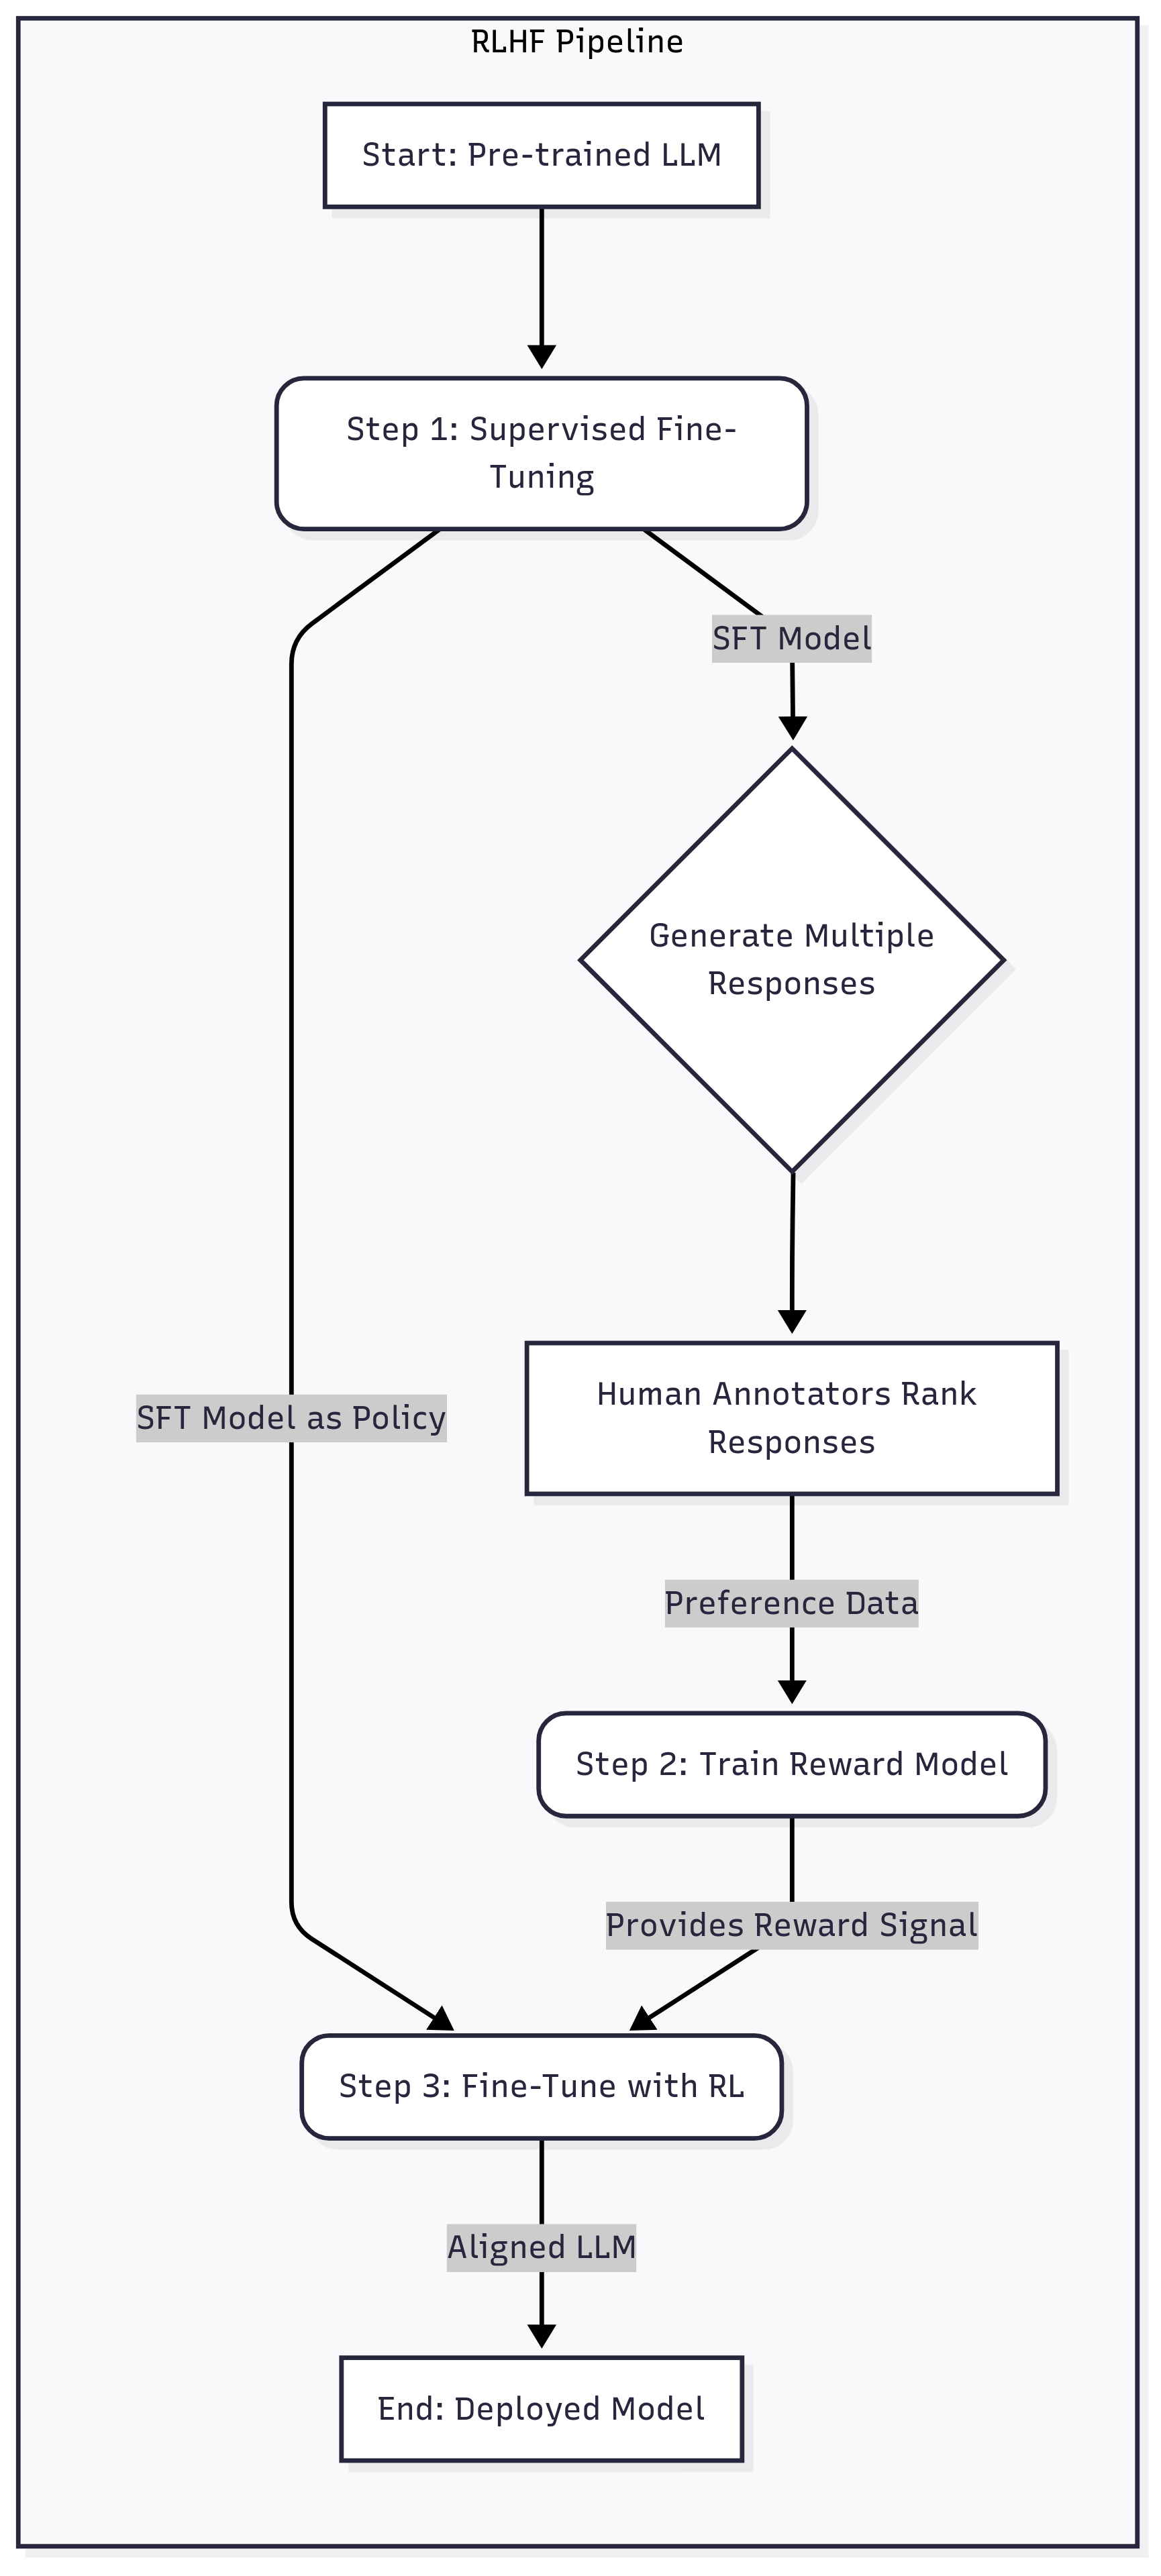 RLHF Pipeline
Start: Pre-trained LLM
Step 1: Supervised Fine-
Tuning
SFT Model
Generate Multiple
Responses
Human Annotators Rank
Responses
SFT Model as Policy
Preference Data
Step 2: Train Reward Model
Provides Reward Signal
Step 3: Fine-Tune with RL
Aligned LLM
End: Deployed Model